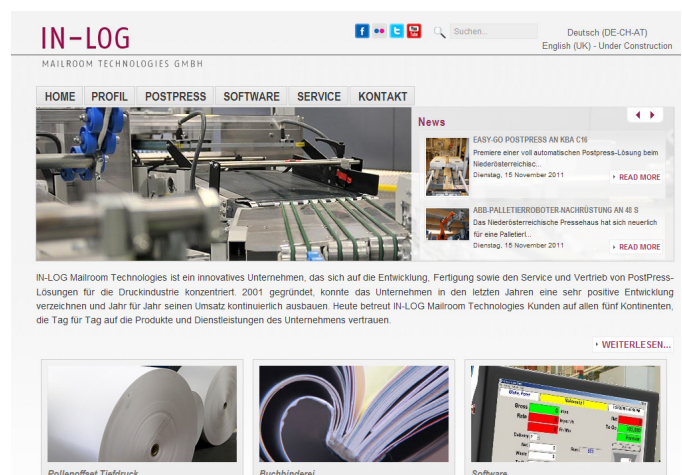 IN-LOG
MAILROOM TECHNOLOGIES GMBH
Suchen...
Deutsch (DE-CH-AT)
English (UK) - Under Construction
HOME PROFIL POSTPRESS SOFTWARE SERVICE KONTAKT
News
EASY-GO POSTPRESS AN KBA C16
Premiere einer voll automatischen Postpress-Lösung beim
Niederösterreichisc...
Dienstag, 15 November 2011
READ MORE
ABB-PALLETIERROBOTER-NACHRÜSTUNG AN 48 S
Das Niederösterreichische Pressehaus hat sich neuerlich
für eine Palletierl...
Dienstag, 15 November 2011
READ MORE
IN-LOG Mailroom Technologies ist ein innovatives Unternehmen, das sich auf die Entwicklung, Fertigung sowie den Service und Vertrieb von PostPress-
Lösungen für die Druckindustrie konzentriert. 2001 gegründet, konnte das Unternehmen in den letzten Jahren eine sehr positive Entwicklung
verzeichnen und Jahr für Jahr seinen Umsatz kontinuierlich ausbauen. Heute betreut IN-LOG Mailroom Technologies Kunden auf allen fünf Kontinenten,
die Tag für Tag auf die Produkte und Dienstleistungen des Unternehmens vertrauen.
WEITERLESEN...
Gross
Rate
Rollenoffset Tiefdruck
Buchbinderei
Software